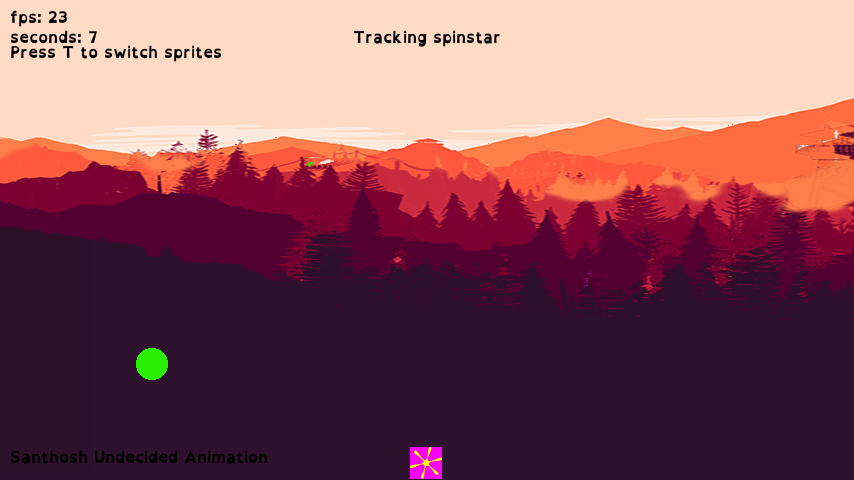 fps: 23
seconds: 7
Press T to switch sprites
Tracking spinstar
Santhosh Undecided Animation